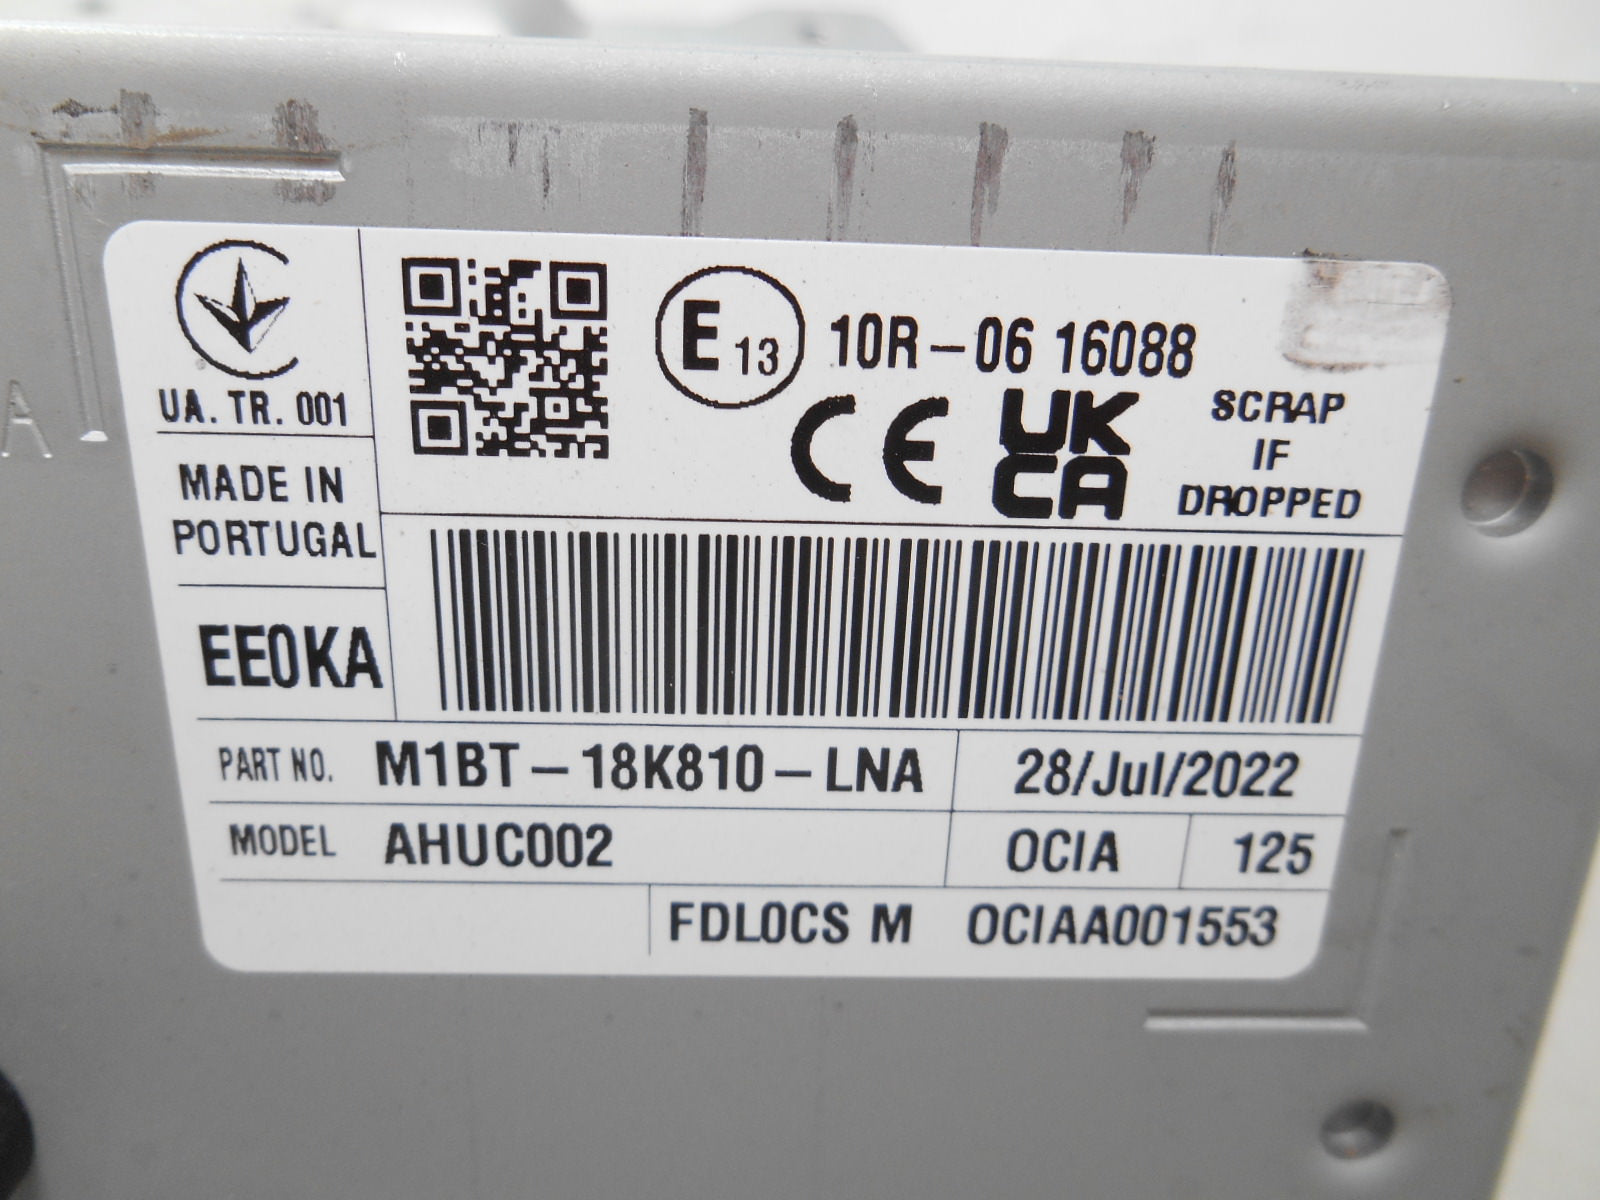 UA. TR. 001
MADE IN
PORTUGAL
EE0KA
E 13 10R-06 16088
CE
UK
CA
SCRAP
IF
DROPPED
PART NO. M1BT-18K810-LNA 28/Jul/2022
MODEL AHUC002 OCIA 125
FDL0CS M OCIAA001553
A